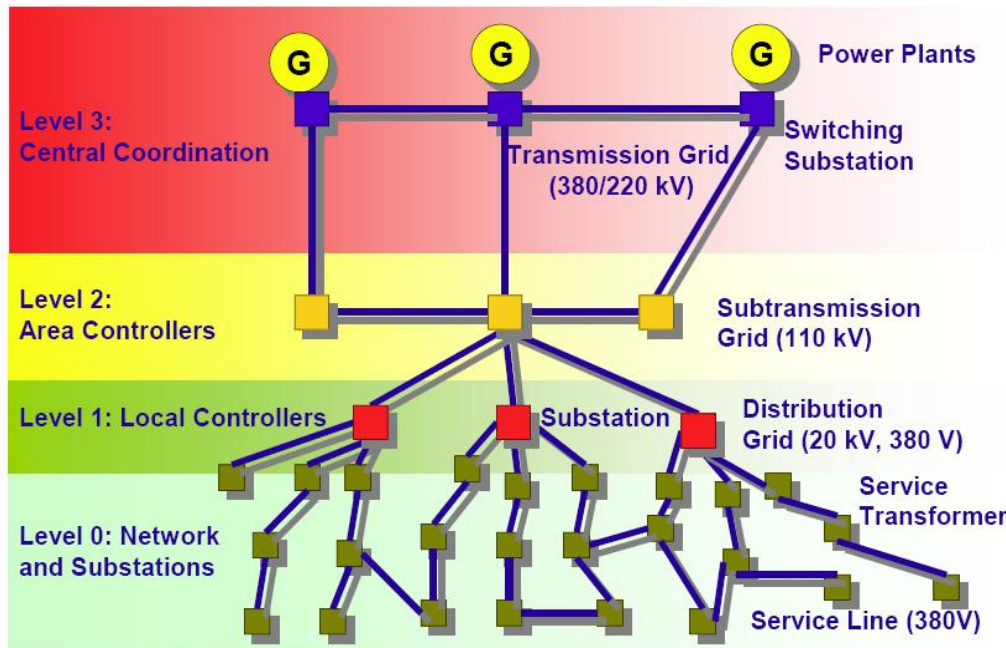 G
G
G
Power Plants
Level 3:
Central Coordination
Switching
Substation
Transmission Grid
(380/220 kV)
Level 2:
Area Controllers
Subtransmission
Grid (110 kV)
Level 1: Local Controllers
Substation
Distribution
Grid (20 kV, 380 V)
Service
Transformer
Level 0: Network
and Substations
Service Line (380V)